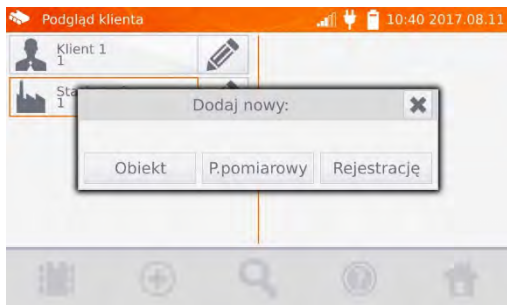 Podgląd klienta
10:40 2017.08.11
Klient 1
1
1
Dodaj nowy:
Obiekt
P.pomiarowy
Rejestrację